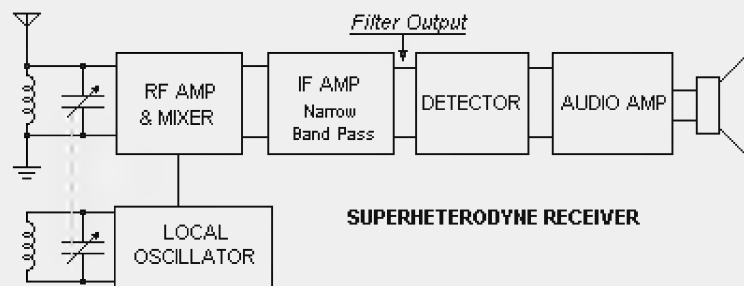 Filter Output
RF AMP
& MIXER
IF AMP
Narrow
Band Pass
DETECTOR
AUDIO AMP
SUPERHETERODYNE RECEIVER
LOCAL
OSCILLATOR